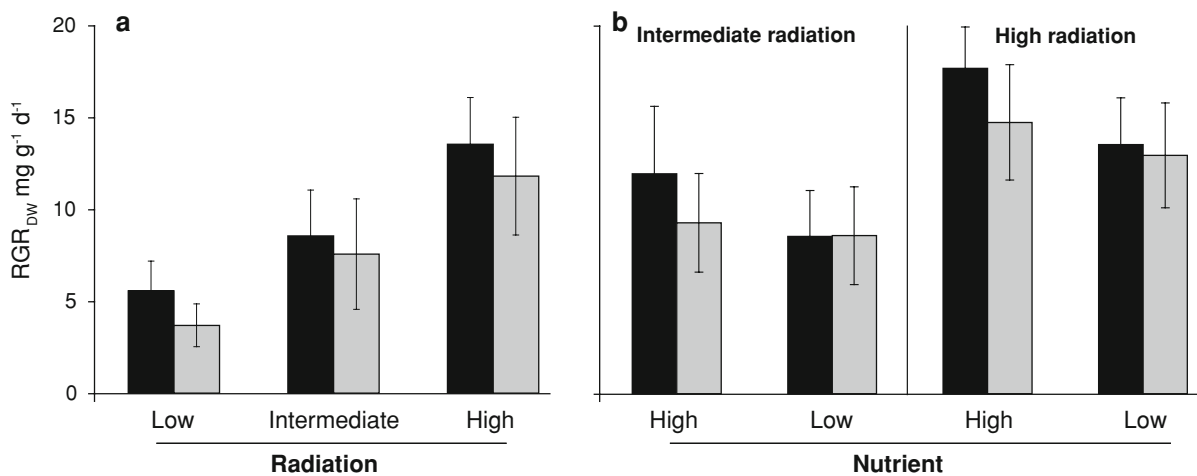 a
RGR_DW mg g⁻¹ d⁻¹
20
15
10
5
0
Low Intermediate High
Radiation
b
Intermediate radiation High radiation
High Low High Low
Nutrient